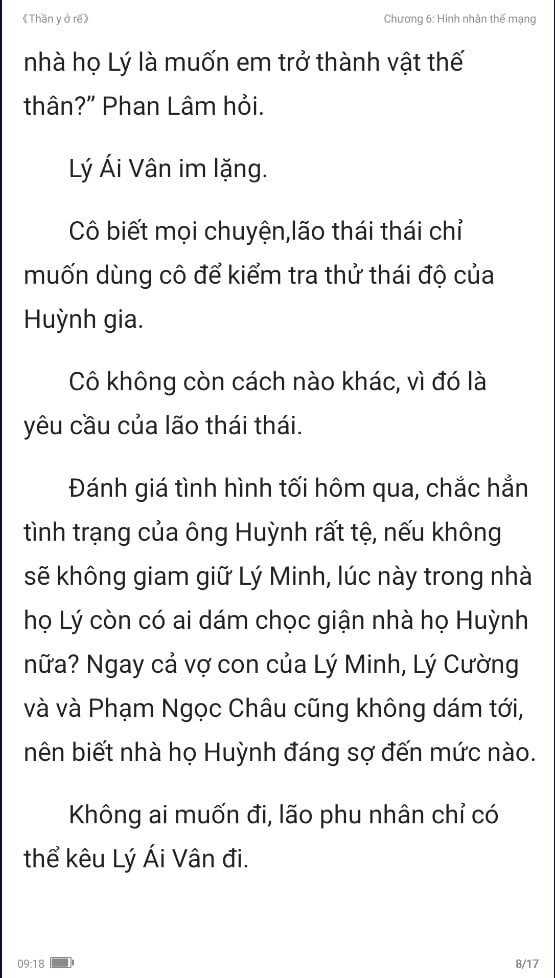 《Thần y ở rể》
Chương 6: Hình nhân thế mạng
nhà họ Lý là muốn em trở thành vật thế
thân?” Phan Lâm hỏi.
Lý Ái Vân im lặng.
Cô biết mọi chuyện,lão thái thái chỉ
muốn dùng cô để kiểm tra thử thái độ của
Huỳnh gia.
Cô không còn cách nào khác, vì đó là
yêu cầu của lão thái thái.
Đánh giá tình hình tối hôm qua, chắc hẳn
tình trạng của ông Huỳnh rất tệ, nếu không
sẽ không giam giữ Lý Minh, lúc này trong nhà
họ Lý còn có ai dám chọc giận nhà họ Huỳnh
nữa? Ngay cả vợ con của Lý Minh, Lý Cường
và và Phạm Ngọc Châu cũng không dám tới,
nên biết nhà họ Huỳnh đáng sợ đến mức nào.
Không ai muốn đi, lão phu nhân chỉ có
thể kêu Lý Ái Vân đi.
09:18
8/17